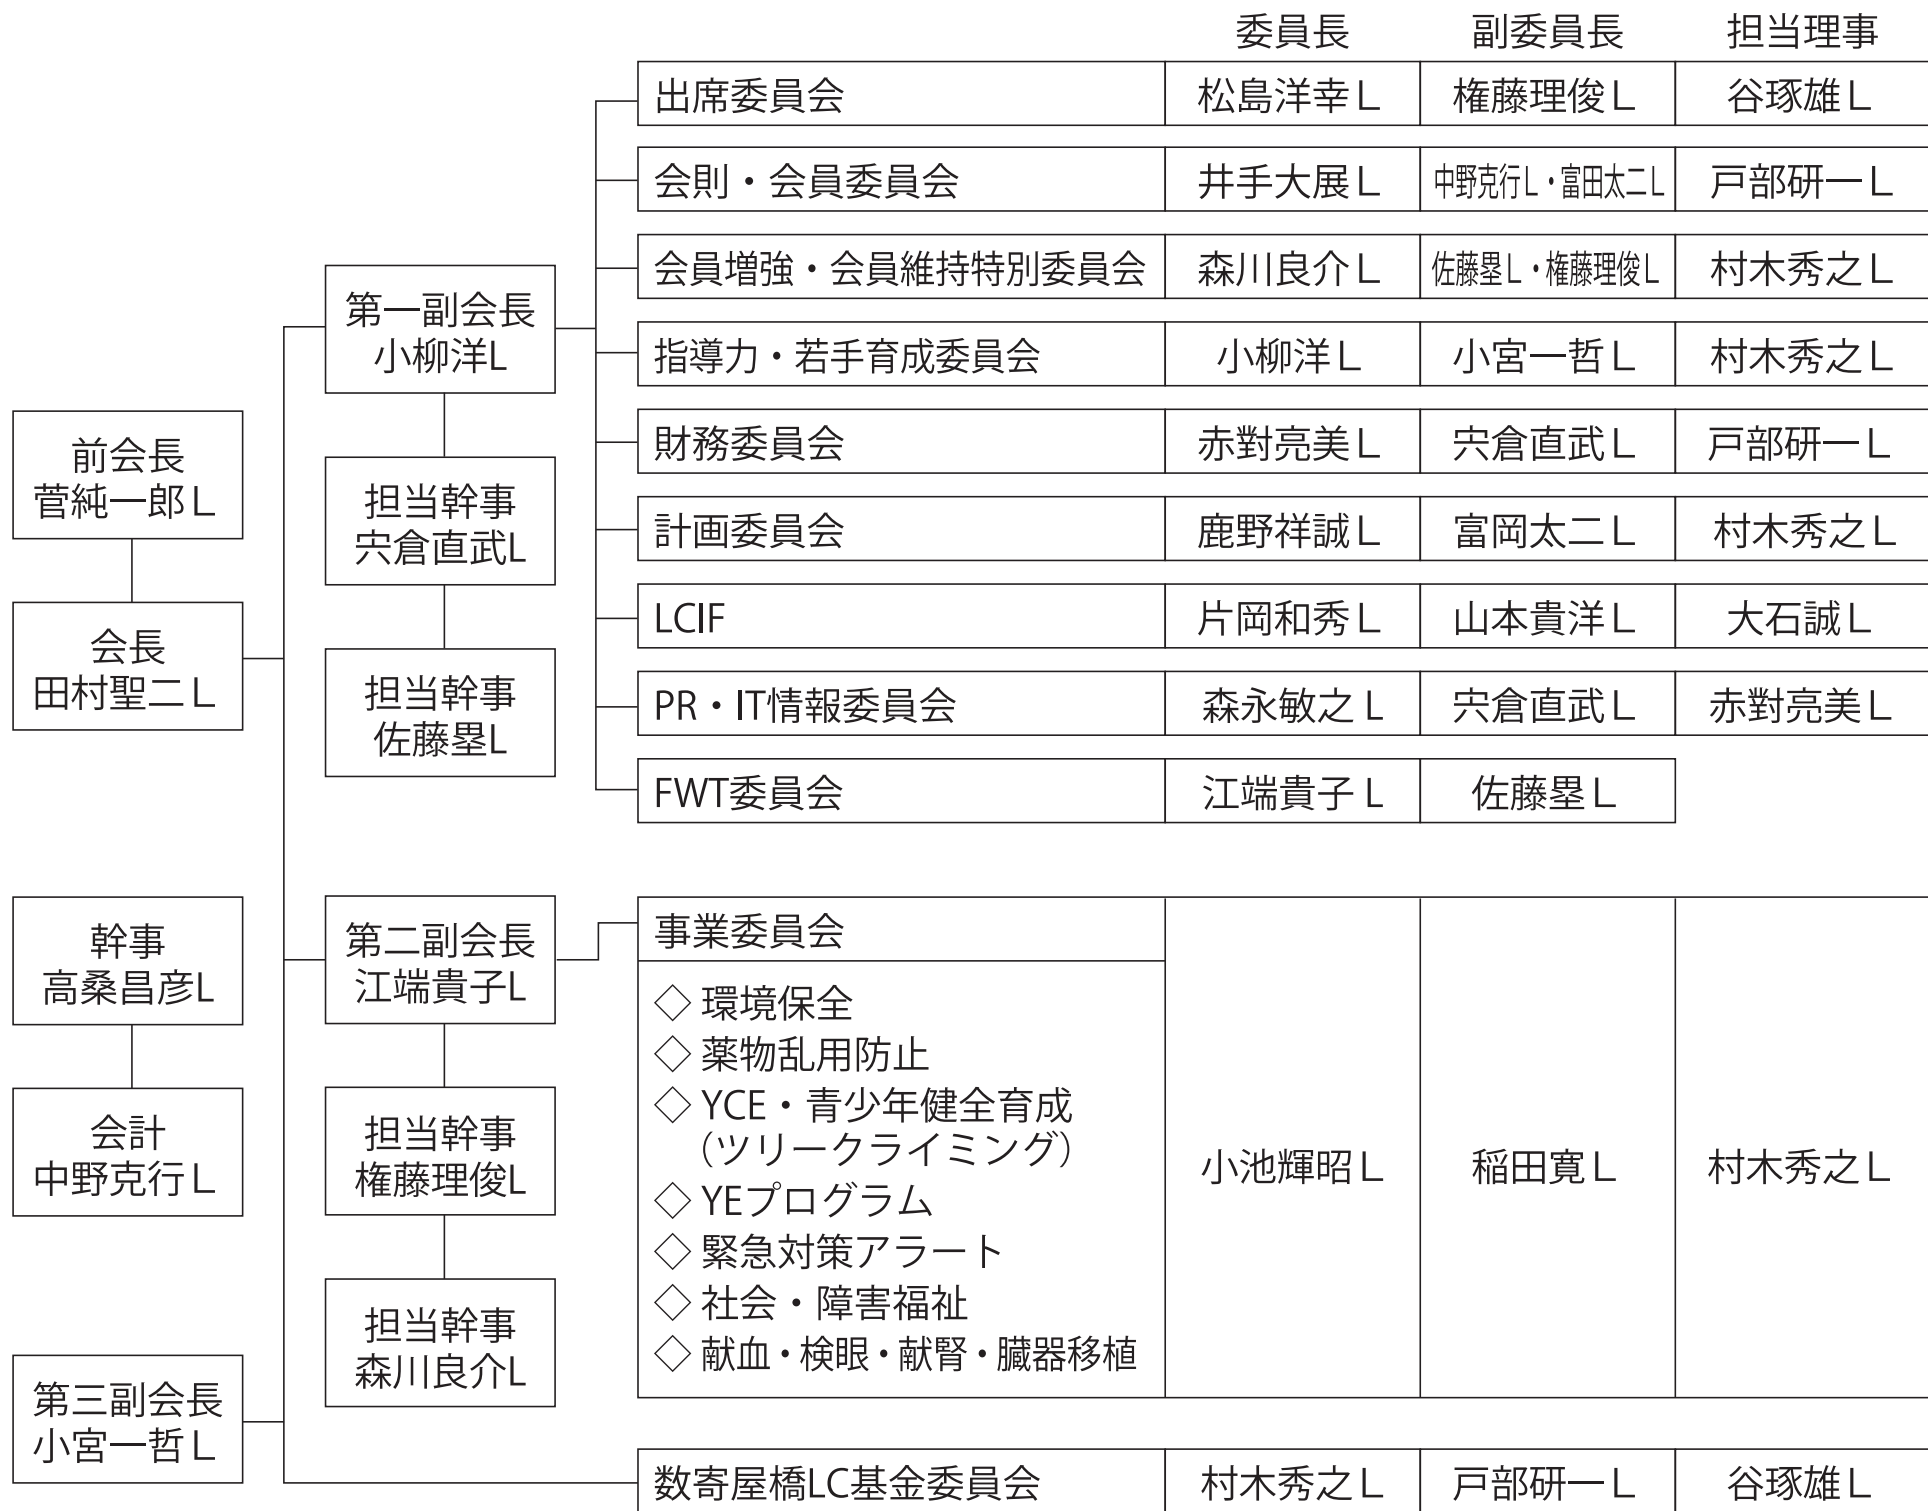 委員長 副委員長 担当理事
出席委員会 松島洋幸L 権藤理俊L 谷琢雄L
会則・会員委員会 井手大展L 中野克行L・富田太二L 戸部研一L
会員増強・会員維持特別委員会 森川良介L 佐藤塁L・権藤理俊L 村木秀之L
指導力・若手育成委員会 小柳洋L 小宮一哲L 村木秀之L
財務委員会 赤對亮美L 宍倉直武L 戸部研一L
計画委員会 鹿野祥誠L 富岡太二L 村木秀之L
LCIF 片岡和秀L 山本貴洋L 大石誠L
PR・IT情報委員会 森永敏之L 宍倉直武L 赤對亮美L
FWT委員会 江端貴子L 佐藤塁L
第一副会長
小柳洋L
担当幹事
宍倉直武L
担当幹事
佐藤塁L
前会長
菅純一郎L
会長
田村聖二L
幹事
高桑昌彦L
会計
中野克行L
第三副会長
小宮一哲L
第二副会長
江端貴子L
担当幹事
権藤理俊L
担当幹事
森川良介L
事業委員会
◇ 環境保全
◇ 薬物乱用防止
◇ YCE・青少年健全育成
（ツリークライミング）
◇ YEプログラム
◇ 緊急対策アラート
◇ 社会・障害福祉
◇ 献血・検眼・献腎・臓器移植
小池輝昭L 稲田寛L 村木秀之L
数寄屋橋LC基金委員会 村木秀之L 戸部研一L 谷琢雄L